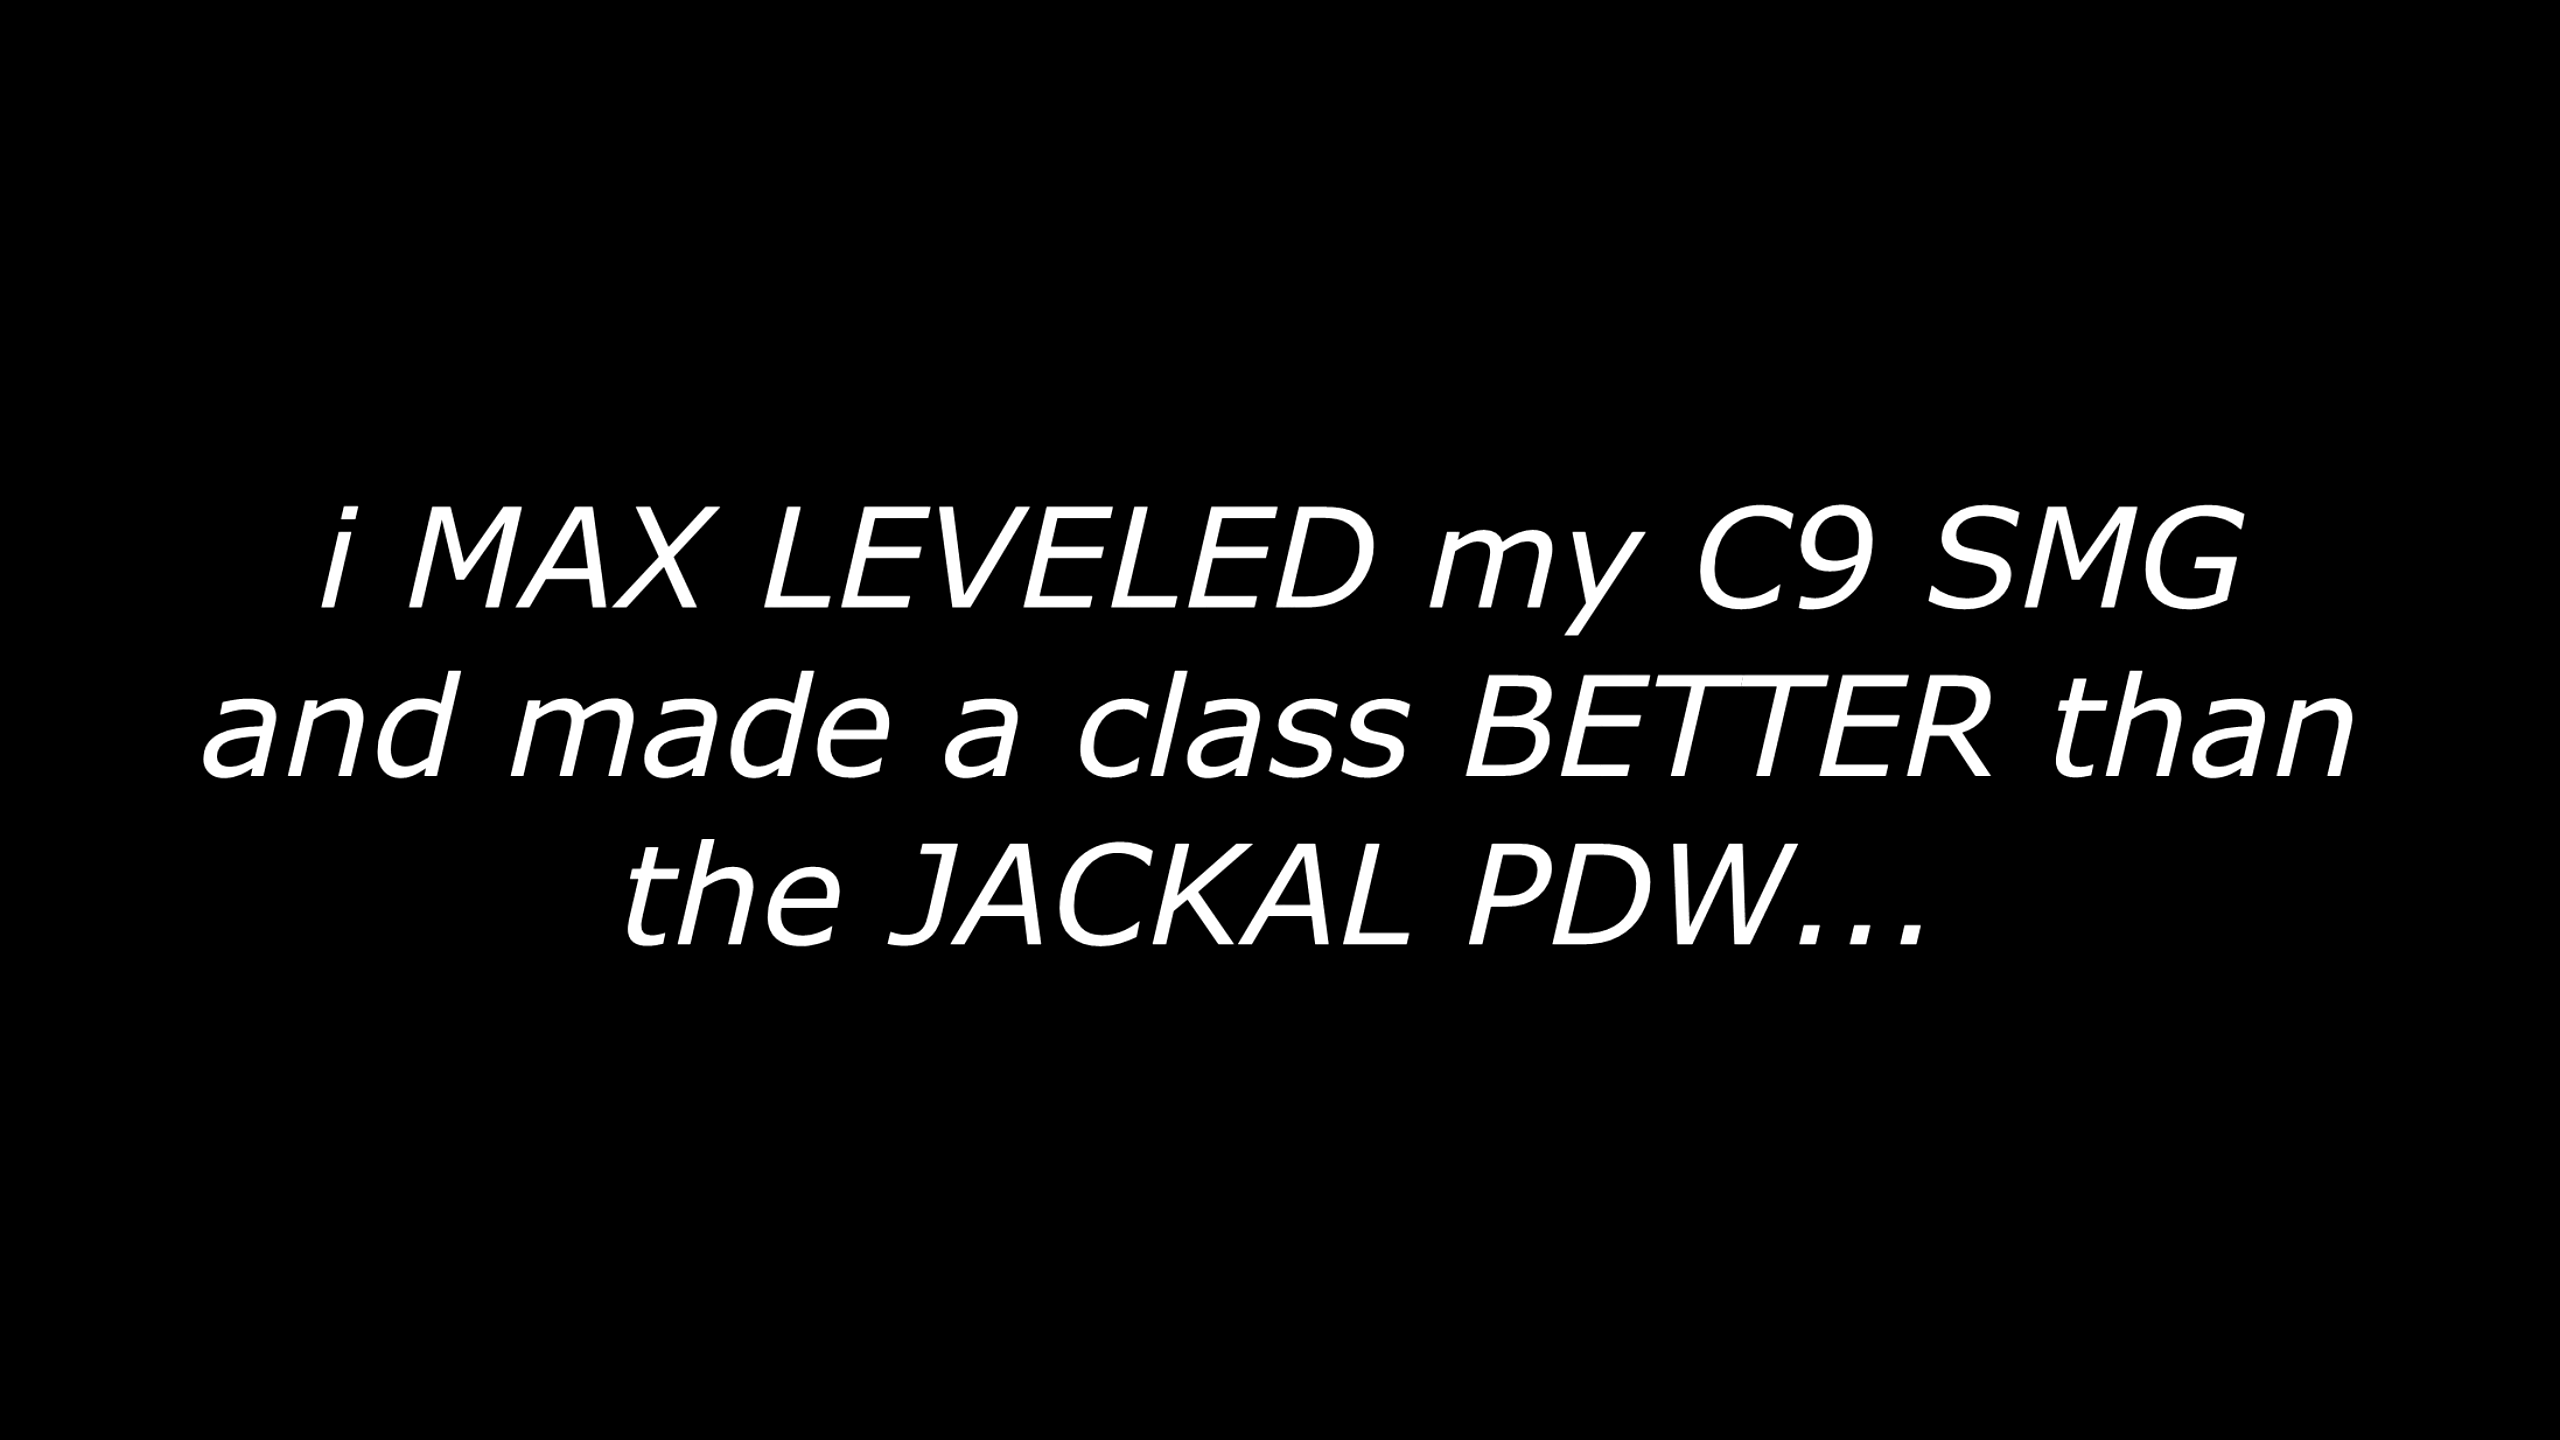 i MAX LEVELED my C9 SMG
and made a class BETTER than
the JACKAL PDW...